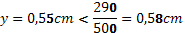 y = 0,55cm < 290/500 = 0,58cm